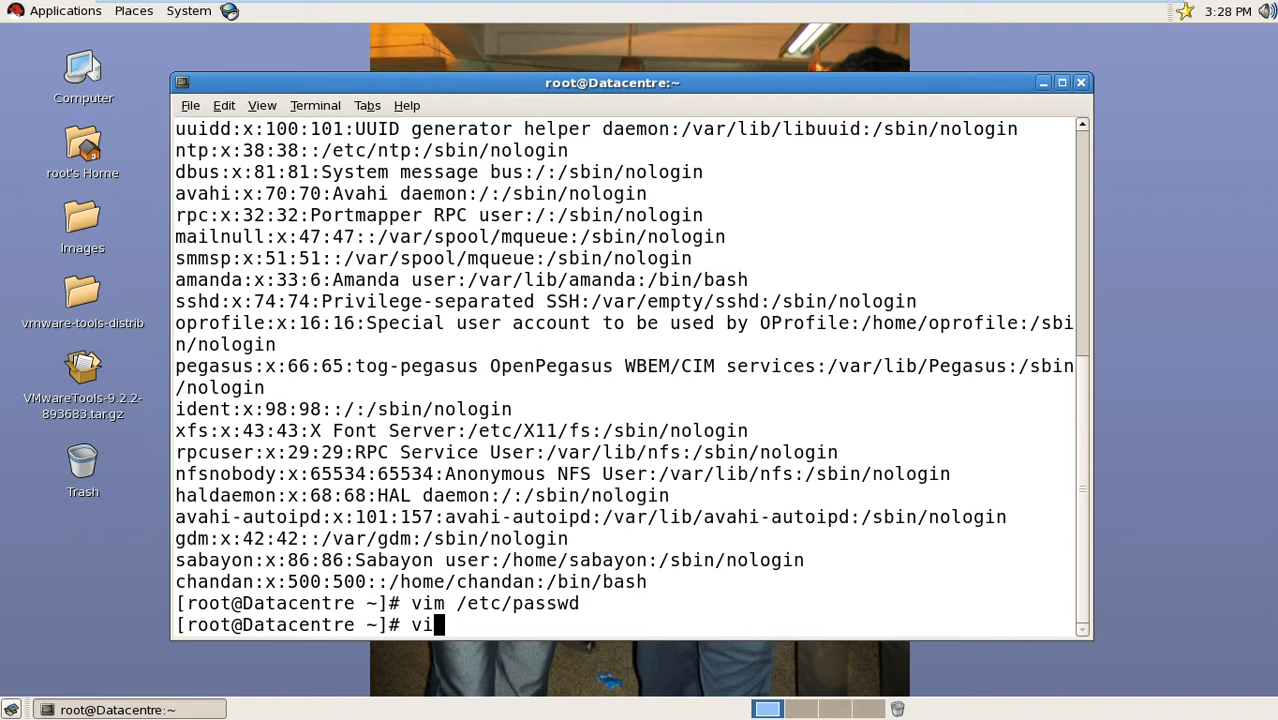 Applications Places System 3:28 PM
root@Datacentre:~
File Edit View Terminal Tabs Help
Computer
root's Home
Images
vmware-tools-distrib
VMwareTools-9.2.2-
893683.tar.gz
Trash
uuidd:x:100:101:UUID generator helper daemon:/var/lib/libuuid:/sbin/nologin
ntp:x:38:38::/etc/ntp:/sbin/nologin
dbus:x:81:81:System message bus:/:/sbin/nologin
avahi:x:70:70:Avahi daemon:/:/sbin/nologin
rpc:x:32:32:Portmapper RPC user:/:/sbin/nologin
mailnull:x:47:47::/var/spool/mqueue:/sbin/nologin
smmsp:x:51:51::/var/spool/mqueue:/sbin/nologin
amanda:x:33:6:Amanda user:/var/lib/amanda:/bin/bash
sshd:x:74:74:Privilege-separated SSH:/var/empty/sshd:/sbin/nologin
oprofile:x:16:16:Special user account to be used by OProfile:/home/oprofile:/sbi
n/nologin
pegasus:x:66:65:tog-pegasus OpenPegasus WBEM/CIM services:/var/lib/Pegasus:/sbin
/nologin
ident:x:98:98::/:/sbin/nologin
xfs:x:43:43:X Font Server:/etc/X11/fs:/sbin/nologin
rpcuser:x:29:29:RPC Service User:/var/lib/nfs:/sbin/nologin
nfsnobody:x:65534:65534:Anonymous NFS User:/var/lib/nfs:/sbin/nologin
haldaemon:x:68:68:HAL daemon:/:/sbin/nologin
avahi-autoipd:x:101:157:avahi-autoipd:/var/lib/avahi-autoipd:/sbin/nologin
gdm:x:42:42::/var/gdm:/sbin/nologin
sabayon:x:86:86:Sabayon user:/home/sabayon:/sbin/nologin
chandan:x:500:500::/home/chandan:/bin/bash
[root@Datacentre ~]# vim /etc/passwd
[root@Datacentre ~]# vi
root@Datacentre:~